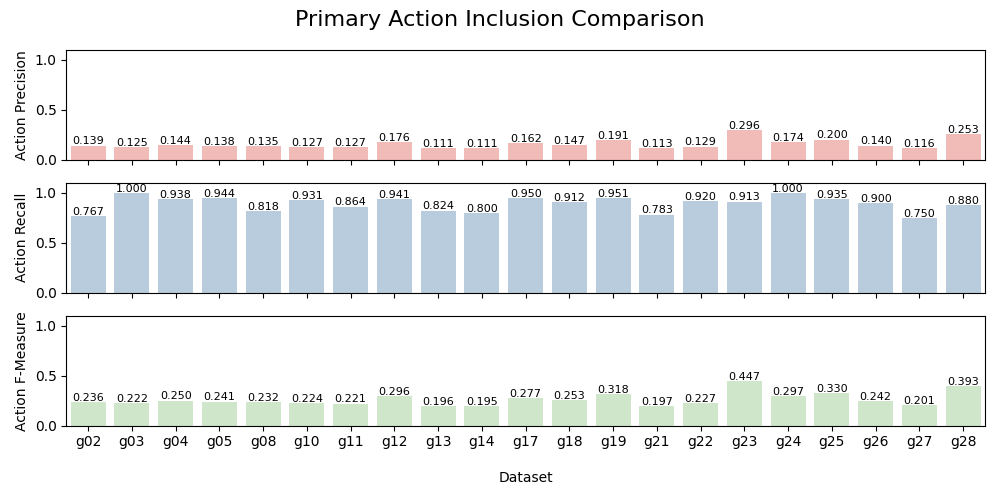 Primary Action Inclusion Comparison
Action Precision
1.0
0.5
0.0
0.139 0.125 0.144 0.138 0.135 0.127 0.127 0.176 0.111 0.111 0.162 0.147 0.191 0.113 0.129 0.296 0.174 0.200 0.140 0.116 0.253
Action Recall
1.0
0.5
0.0
0.767 1.000 0.938 0.944 0.818 0.931 0.864 0.941 0.824 0.800 0.950 0.912 0.951 0.783 0.920 0.913 1.000 0.935 0.900 0.750 0.880
Action F-Measure
1.0
0.5
0.0
0.236 0.222 0.250 0.241 0.232 0.224 0.221 0.296 0.196 0.195 0.277 0.253 0.318 0.197 0.227 0.447 0.297 0.330 0.242 0.201 0.393
g02 g03 g04 g05 g08 g10 g11 g12 g13 g14 g17 g18 g19 g21 g22 g23 g24 g25 g26 g27 g28
Dataset